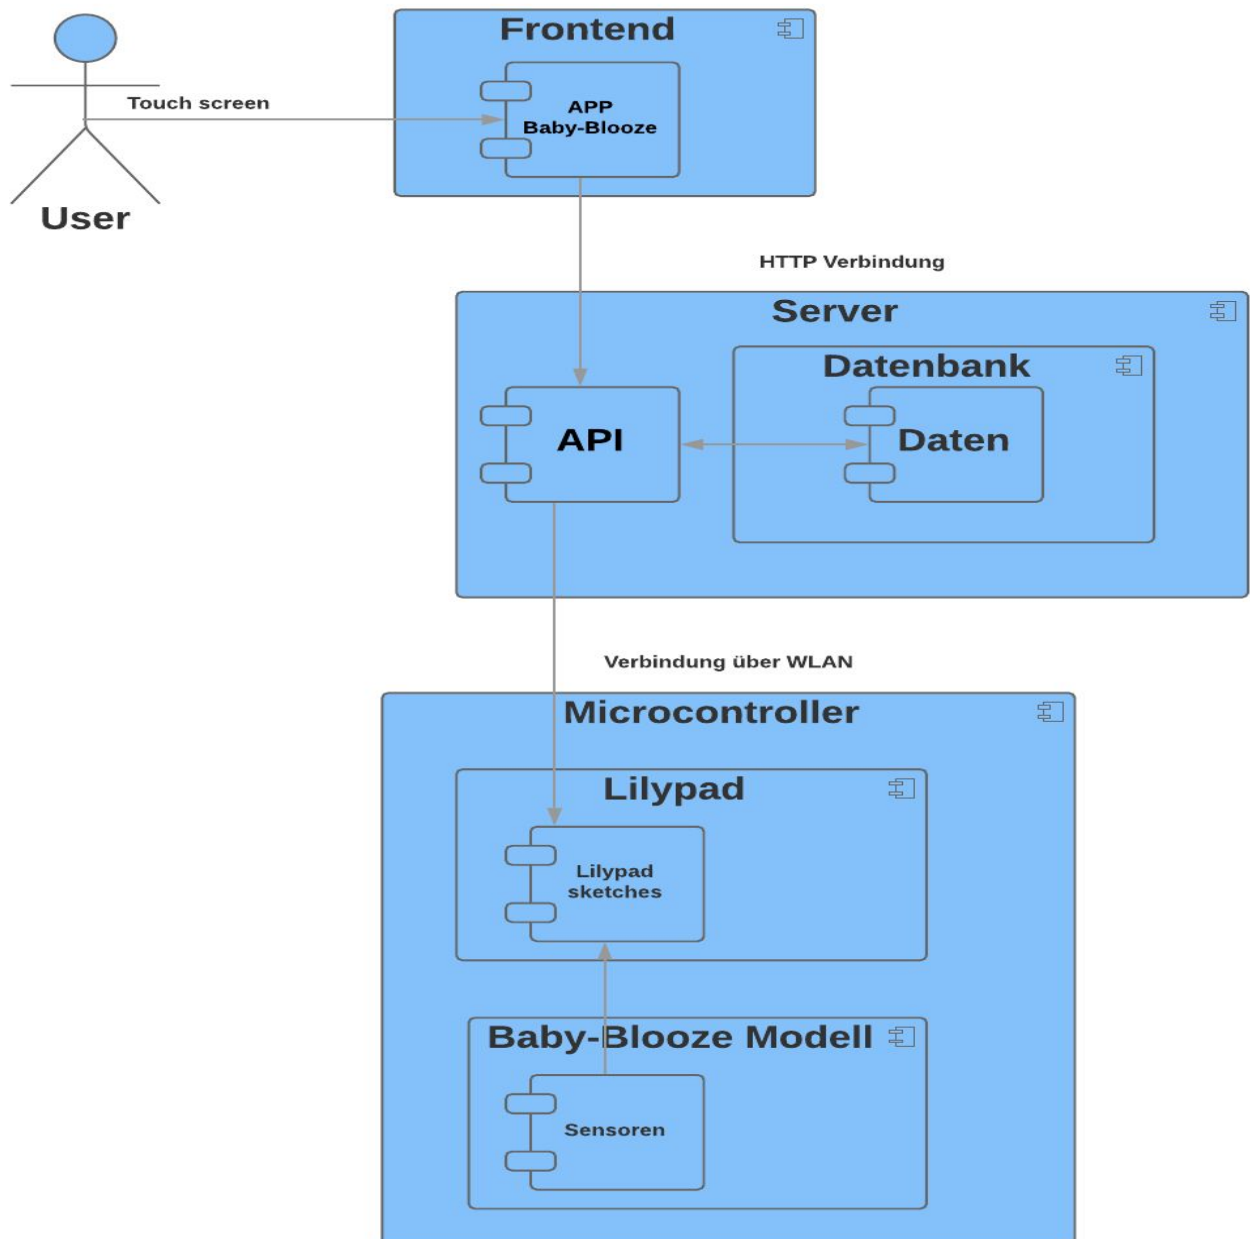 Frontend
APP
Baby-Blooze
Touch screen
User
HTTP Verbindung
Server
Datenbank
API
Daten
Verbindung über WLAN
Microcontroller
Lilypad
Lilypad
sketches
Baby-Blooze Modell
Sensoren